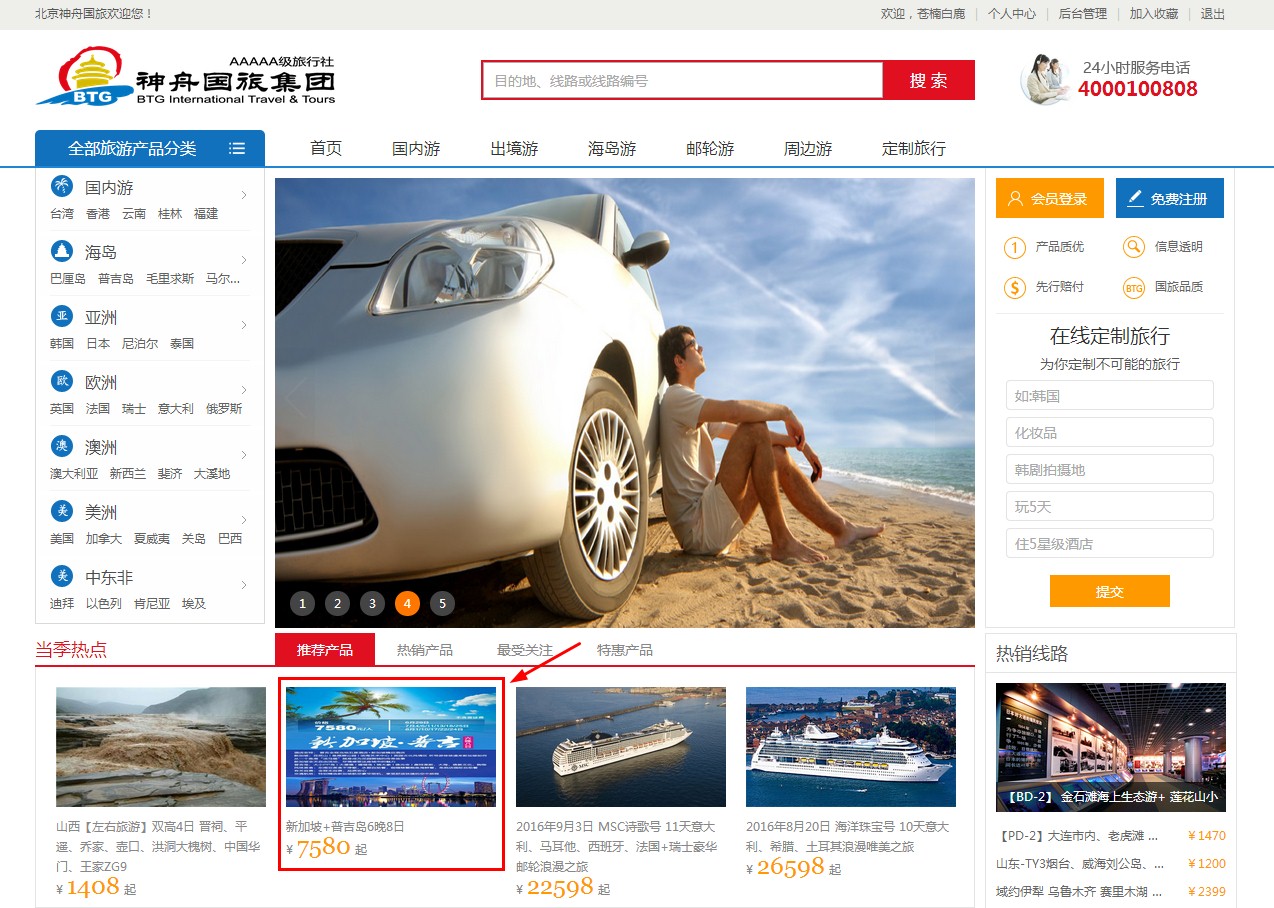 北京神舟国旅欢迎您！
欢迎，苍楠白鹿 个人中心 后台管理 加入收藏 退出
AAAAA级旅行社
神舟国旅集团
BTG
BTG International Travel & Tours
目的地、线路或线路编号
搜 索
24小时服务电话
4000100808
全部旅游产品分类
首页 国内游 出境游 海岛游 邮轮游 周边游 定制旅行
国内游
台湾 香港 云南 桂林 福建
海岛
巴厘岛 普吉岛 毛里求斯 马尔...
亚 亚洲
韩国 日本 尼泊尔 泰国
欧 欧洲
英国 法国 瑞士 意大利 俄罗斯
澳 澳洲
澳大利亚 新西兰 斐济 大溪地
美 美洲
美国 加拿大 夏威夷 关岛 巴西
美 中东非
迪拜 以色列 肯尼亚 埃及
1 2 3 4 5
会员登录 免费注册
1 产品质优 信息透明
$ 先行赔付 BTG 国旅品质
在线定制旅行
为你定制不可能的旅行
如:韩国
化妆品
韩剧拍摄地
玩5天
住5星级酒店
提交
当季热点
推荐产品 热销产品 最受关注 特惠产品
山西【左右旅游】双高4日 晋祠、平
遥、乔家、壶口、洪洞大槐树、中国华
门、王家ZG9
¥ 1408 起
7580
新加坡·普吉
新加坡+普吉岛6晚8日
¥ 7580 起
MSC
2016年9月3日 MSC诗歌号 11天意大
利、马耳他、西班牙、法国+瑞士豪华
邮轮浪漫之旅
¥ 22598 起
2016年8月20日 海洋珠宝号 10天意大
利、希腊、土耳其浪漫唯美之旅
¥ 26598 起
热销线路
【BD-2】 金石滩海上生态游+ 莲花山小
【PD-2】大连市内、老虎滩 ... ¥ 1470
山东-TY3烟台、威海刘公岛、... ¥ 1200
域约伊犁 乌鲁木齐 赛里木湖 ... ¥ 2399